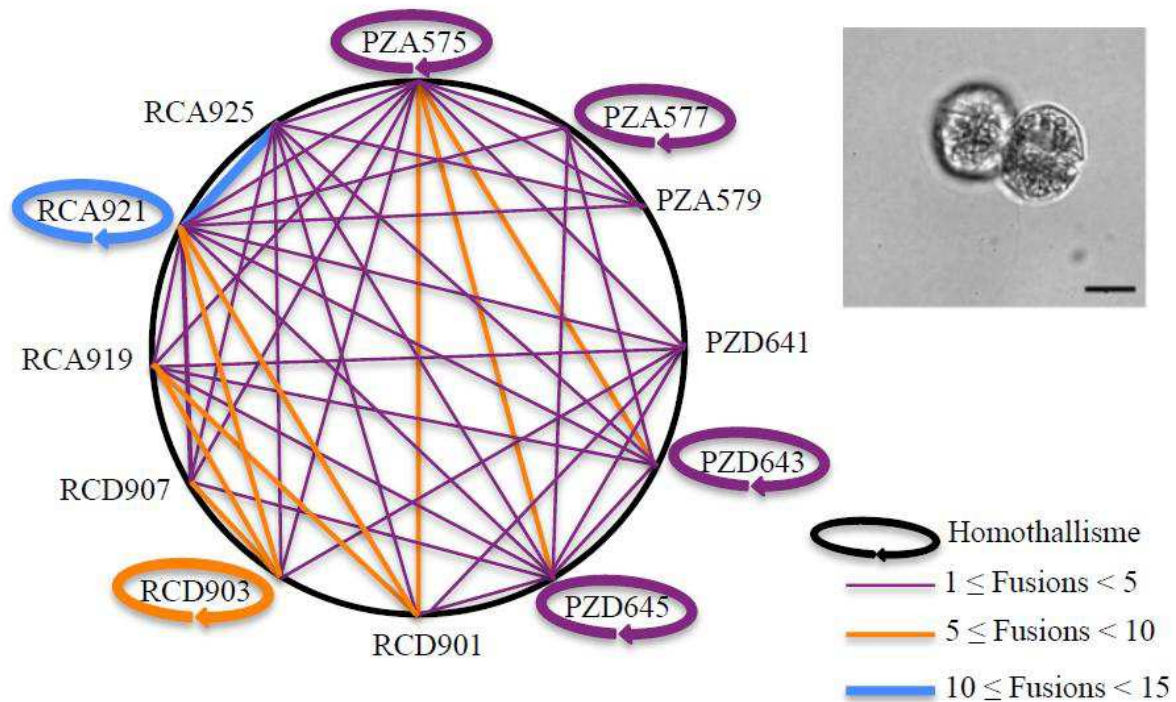 PZA575
RCA925
PZA577
RCA921
PZA579
RCA919
PZD641
RCD907
PZD643
RCD903
PZD645
RCD901
Homothallisme
1 ≤ Fusions < 5
5 ≤ Fusions < 10
10 ≤ Fusions < 15